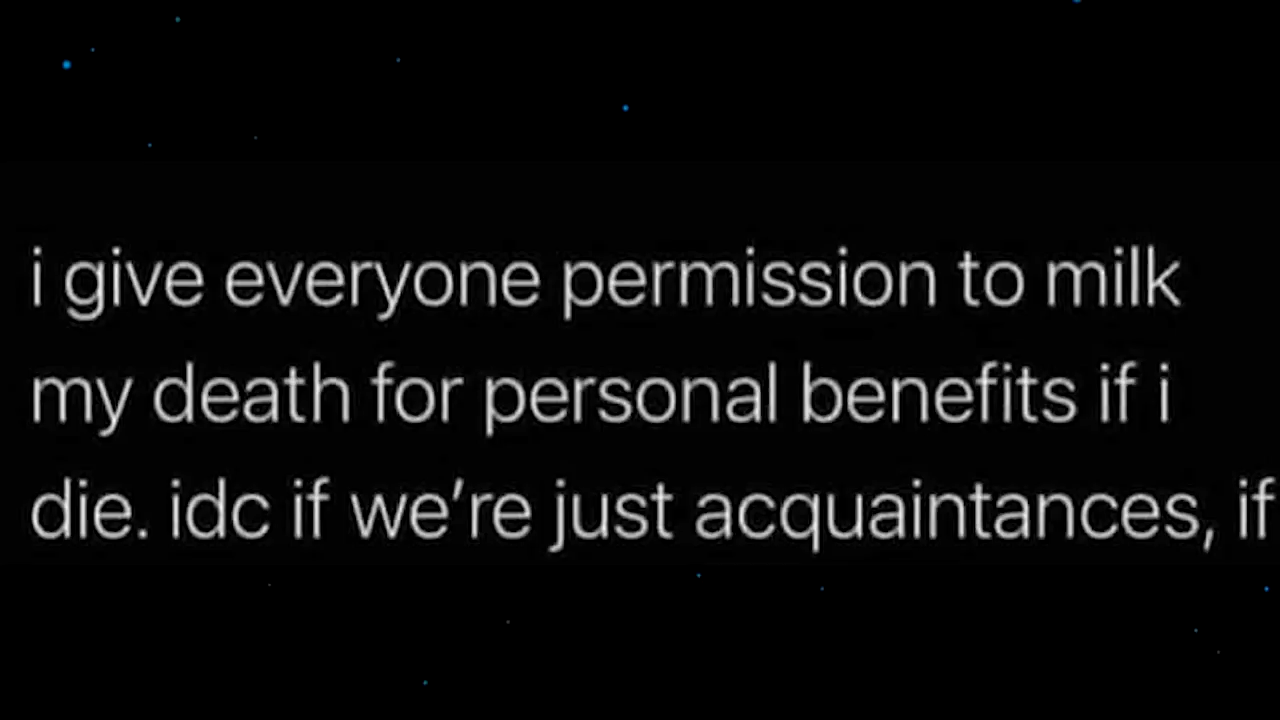 i give everyone permission to milk
my death for personal benefits if i
die. idc if we’re just acquaintances, if